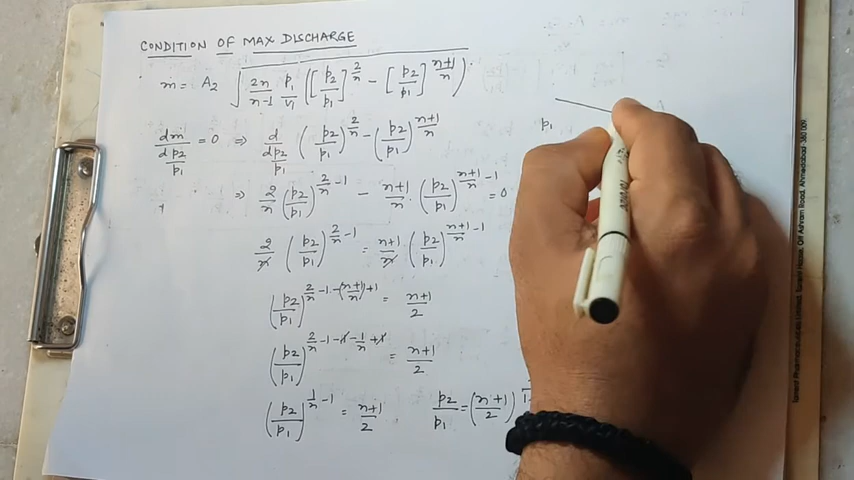 CONDITION OF MAX DISCHARGE
ṁ = A₂ √( 2n/(n-1) p₁/v₁ ( [p₂/p₁]^(2/n) - [p₂/p₁]^((n+1)/n) ) )
dm/d(p₂/p₁) = 0 ⇒ d/d(p₂/p₁) (p₂/p₁)^(2/n) - (p₂/p₁)^((n+1)/n)
p₁
⇒ 2/n (p₂/p₁)^(2/n - 1) - (n+1)/n . (p₂/p₁)^((n+1)/n - 1) = 0
2/n (p₂/p₁)^(2/n - 1) = (n+1)/n . (p₂/p₁)^((n+1)/n - 1)
(p₂/p₁)^(2/n - 1 - ((n+1)/n) + 1) = (n+1)/2
(p₂/p₁)^(2/n - 1 - 1 - 1/n + 1) = (n+1)/2
(p₂/p₁)^(1/n - 1) = (n+1)/2 p₂/p₁ = ((n+1)/2)